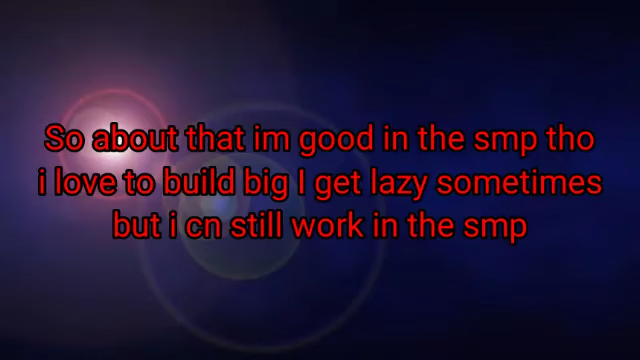 So about that im good in the smp tho
i love to build big I get lazy sometimes
but i cn still work in the smp